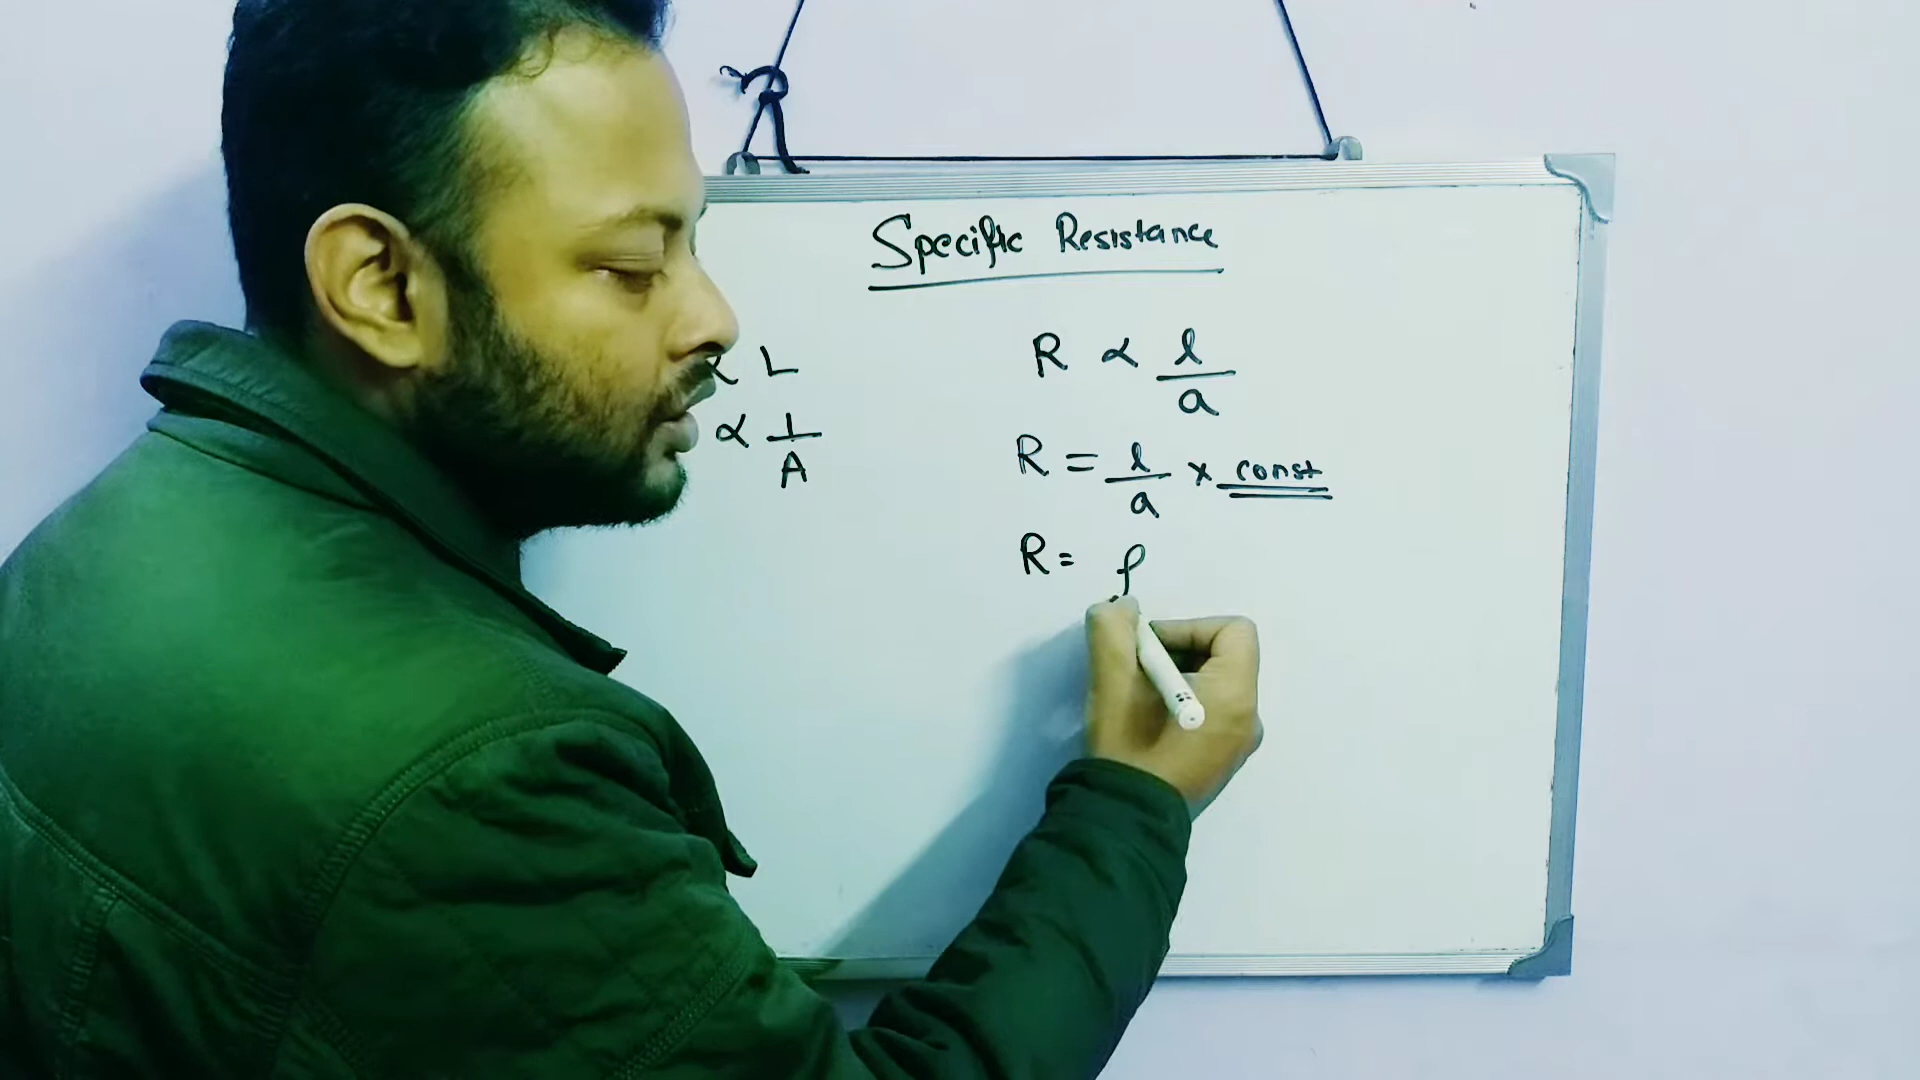 Specific Resistance
∝ L
∝ 1/A
R ∝ l/a
R = l/a × const
R = ρ